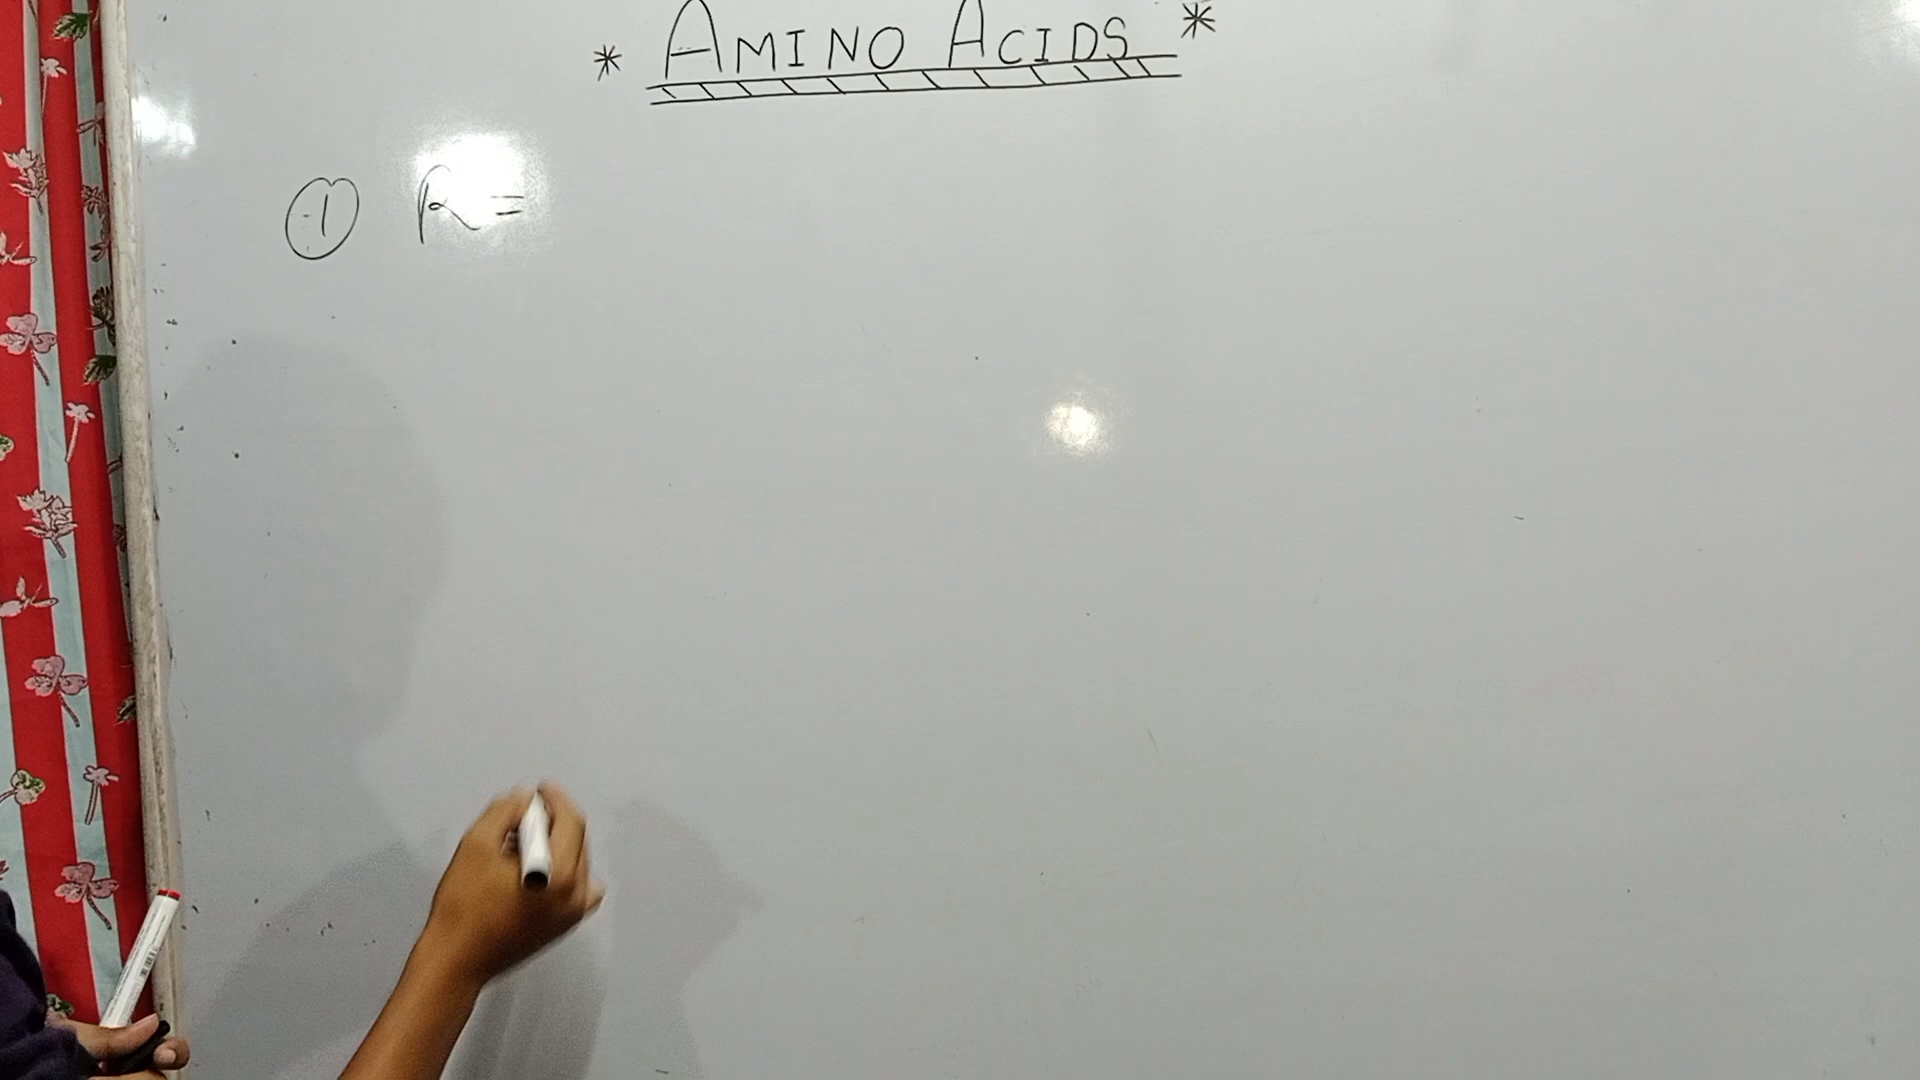 * AMINO ACIDS *
① R =